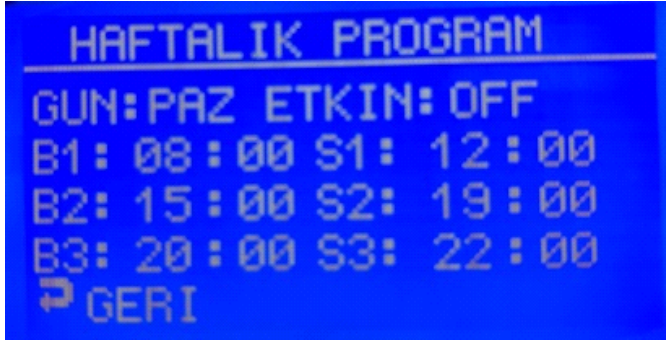 HAFTALIK PROGRAM
GUN:PAZ ETKIN:OFF
B1: 08:00 S1: 12:00
B2: 15:00 S2: 19:00
B3: 20:00 S3: 22:00
GERI